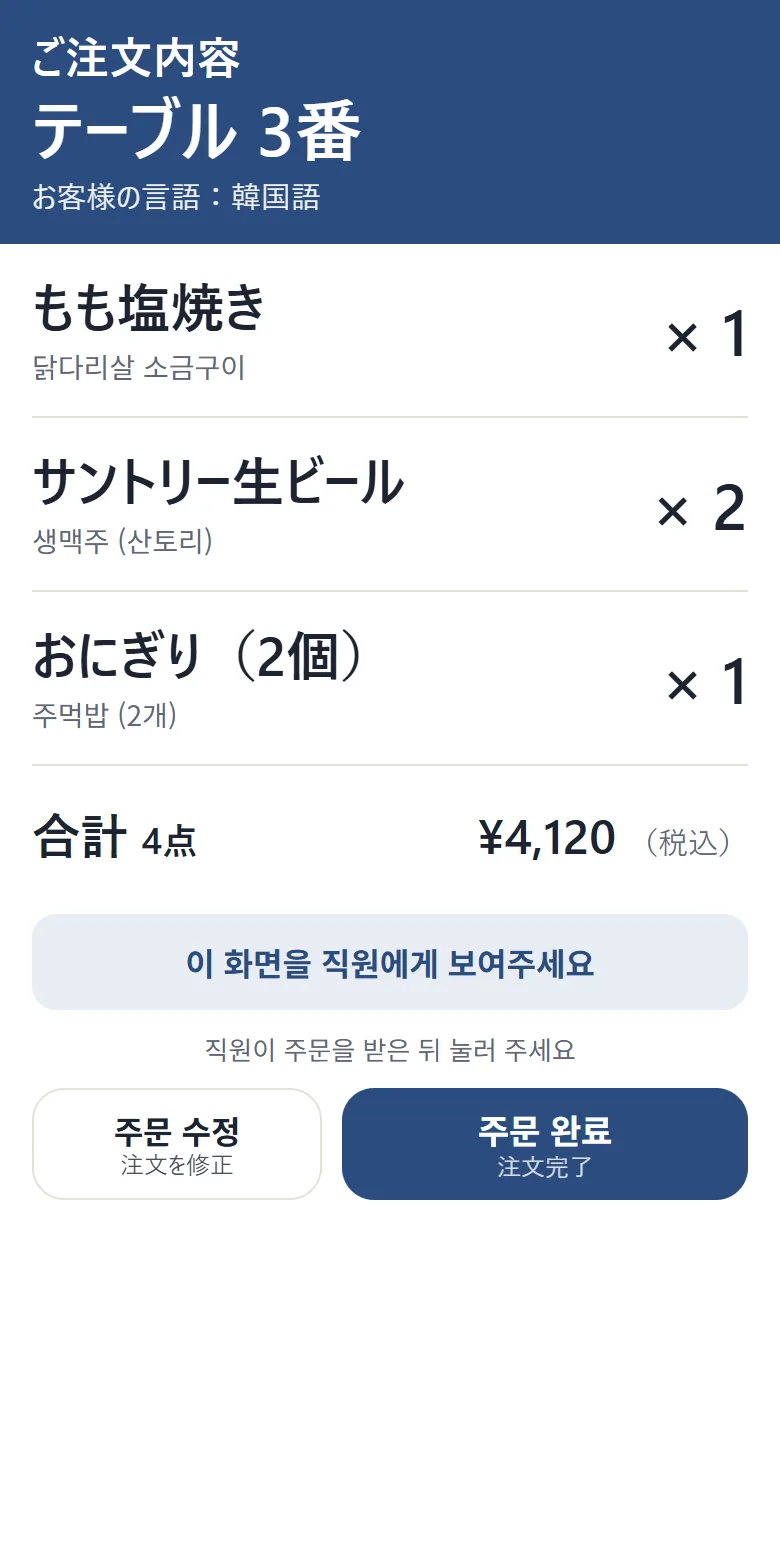 ご注文内容
テーブル 3番
お客様の言語：韓国語
もも塩焼き
닭다리살 소금구이
× 1
サントリー生ビール
생맥주 (산토리)
× 2
おにぎり（2個）
주먹밥 (2개)
× 1
合計 4点 ¥4,120 （税込）
이 화면을 직원에게 보여주세요
직원이 주문을 받은 뒤 눌러 주세요
주문 수정
注文を修正
주문 완료
注文完了